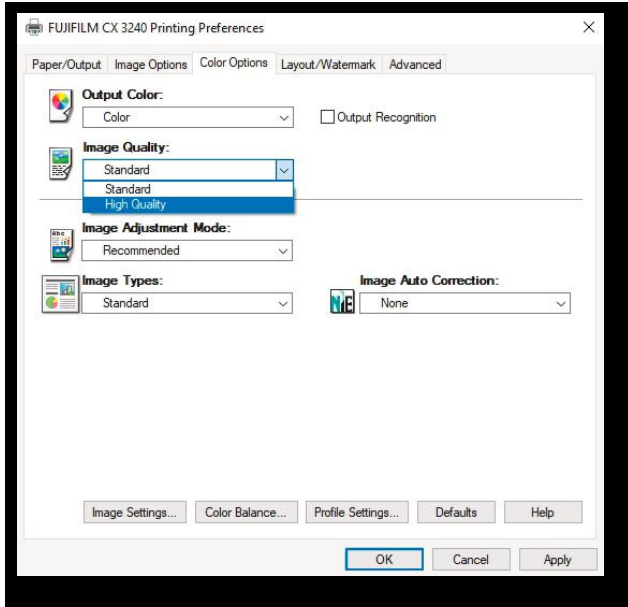 FUJIFILM CX 3240 Printing Preferences
Paper/Output Image Options Color Options Layout/Watermark Advanced
Output Color:
Color
Output Recognition
Image Quality:
Standard
Standard
High Quality
Image Adjustment Mode:
Recommended
Image Types:
Standard
Image Auto Correction:
None
Image Settings... Color Balance... Profile Settings... Defaults Help
OK Cancel Apply